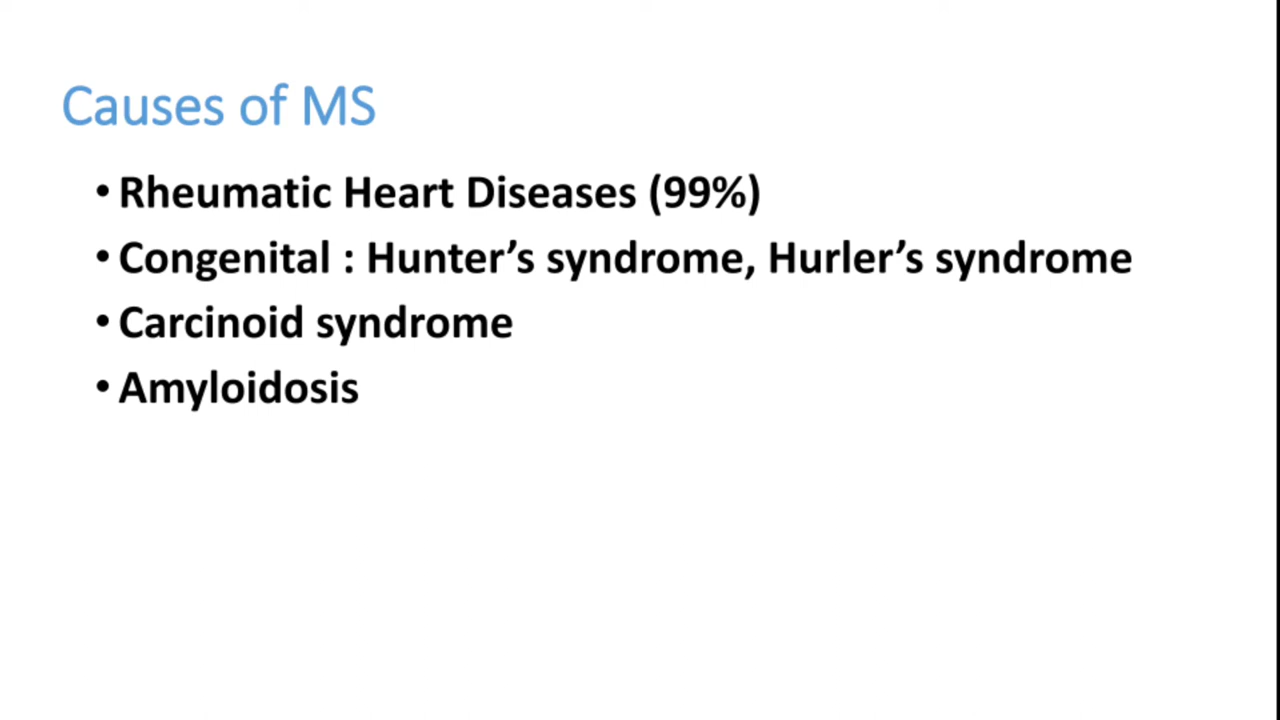 Causes of MS
• Rheumatic Heart Diseases (99%)
• Congenital : Hunter’s syndrome, Hurler’s syndrome
• Carcinoid syndrome
• Amyloidosis